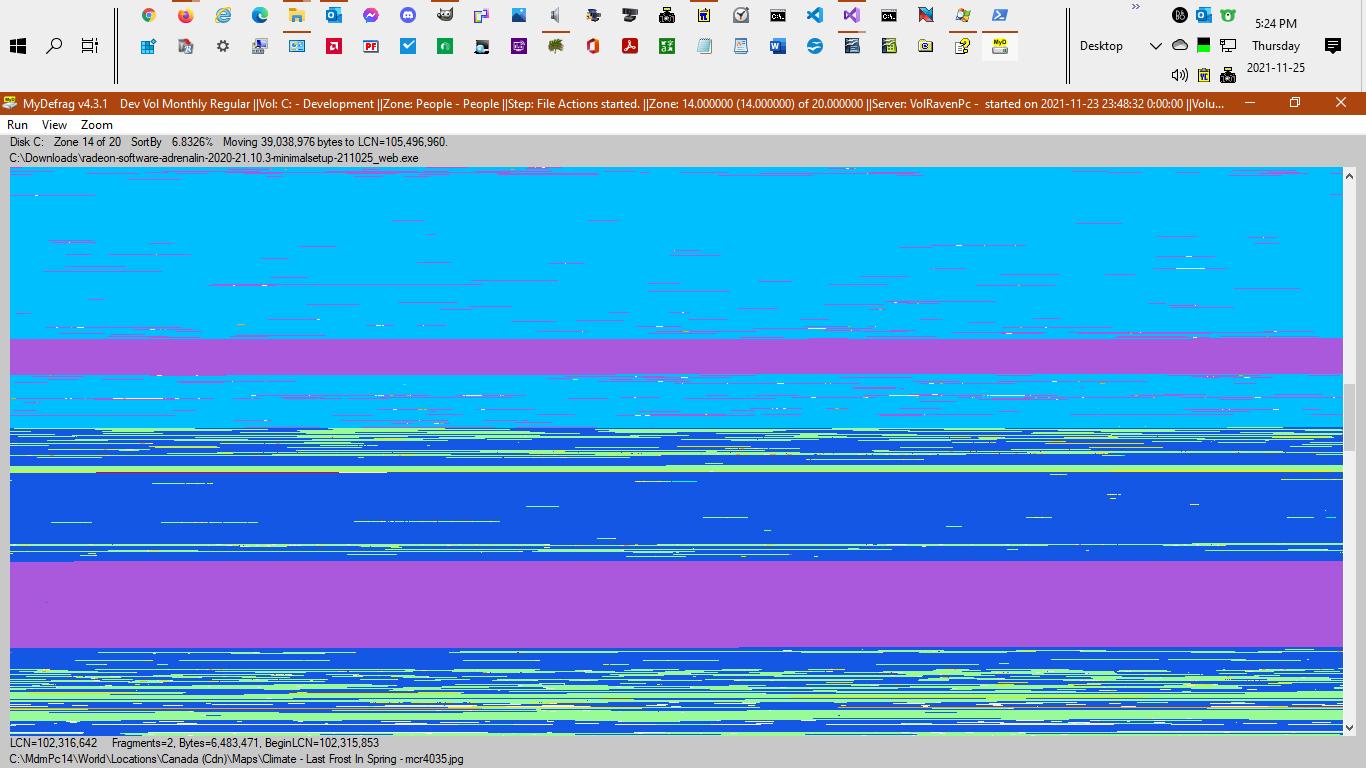 »
5:24 PM
Desktop
Thursday
2021-11-25
MyDefrag v4.3.1    Dev Vol Monthly Regular ||Vol: C: - Development ||Zone: People - People ||Step: File Actions started. ||Zone: 14.000000 (14.000000) of 20.000000 ||Server: VolRavenPc -  started on 2021-11-23 23:48:32 0:00:00 ||Volu...
Run View Zoom
Disk C:   Zone 14 of 20   SortBy   6.8326%   Moving 39,038,976 bytes to LCN=105,496,960.
C:\Downloads\radeon-software-adrenalin-2020-21.10.3-minimalsetup-211025_web.exe
LCN=102,316,642     Fragments=2, Bytes=6,483,471, BeginLCN=102,315,853
C:\MdmPc14\World\Locations\Canada (Cdn)\Maps\Climate - Last Frost In Spring - mcr4035.jpg